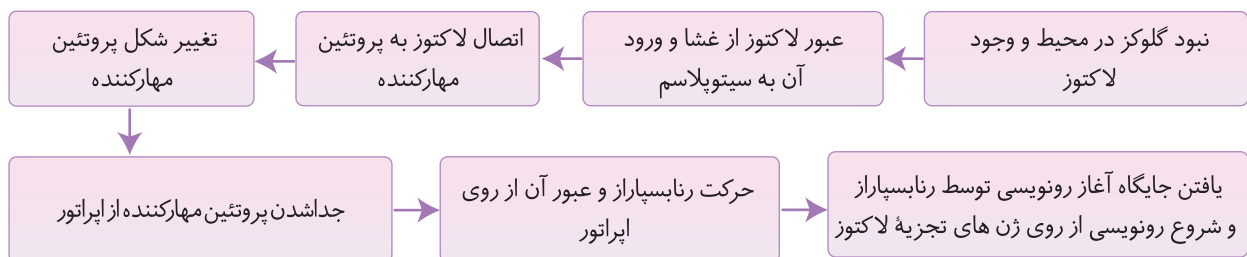 نبود گلوکز در محیط و وجود
لاکتوز
عبور لاکتوز از غشا و ورود
آن به سیتوپلاسم
اتصال لاکتوز به پروتئین
مهارکننده
تغییر شکل پروتئین
مهارکننده
جداشدن پروتئین مهارکننده از اپراتور
حرکت رنابسپاراز و عبور آن از روی
اپراتور
یافتن جایگاه آغاز رونویسی توسط رنابسپاراز
و شروع رونویسی از روی ژن های تجزیۀ لاکتوز